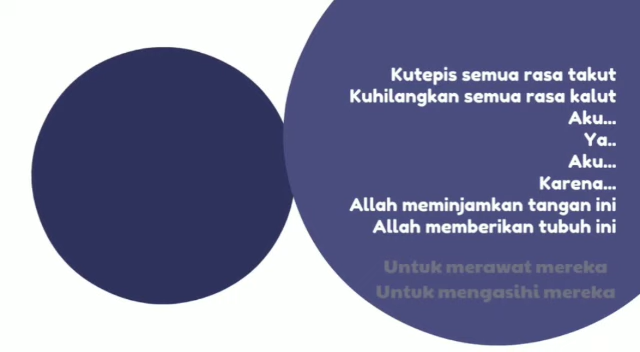 Kutepis semua rasa takut
Kuhilangkan semua rasa kalut
Aku...
Ya..
Aku...
Karena...
Allah meminjamkan tangan ini
Allah memberikan tubuh ini
Untuk merawat mereka
Untuk mengasihi mereka